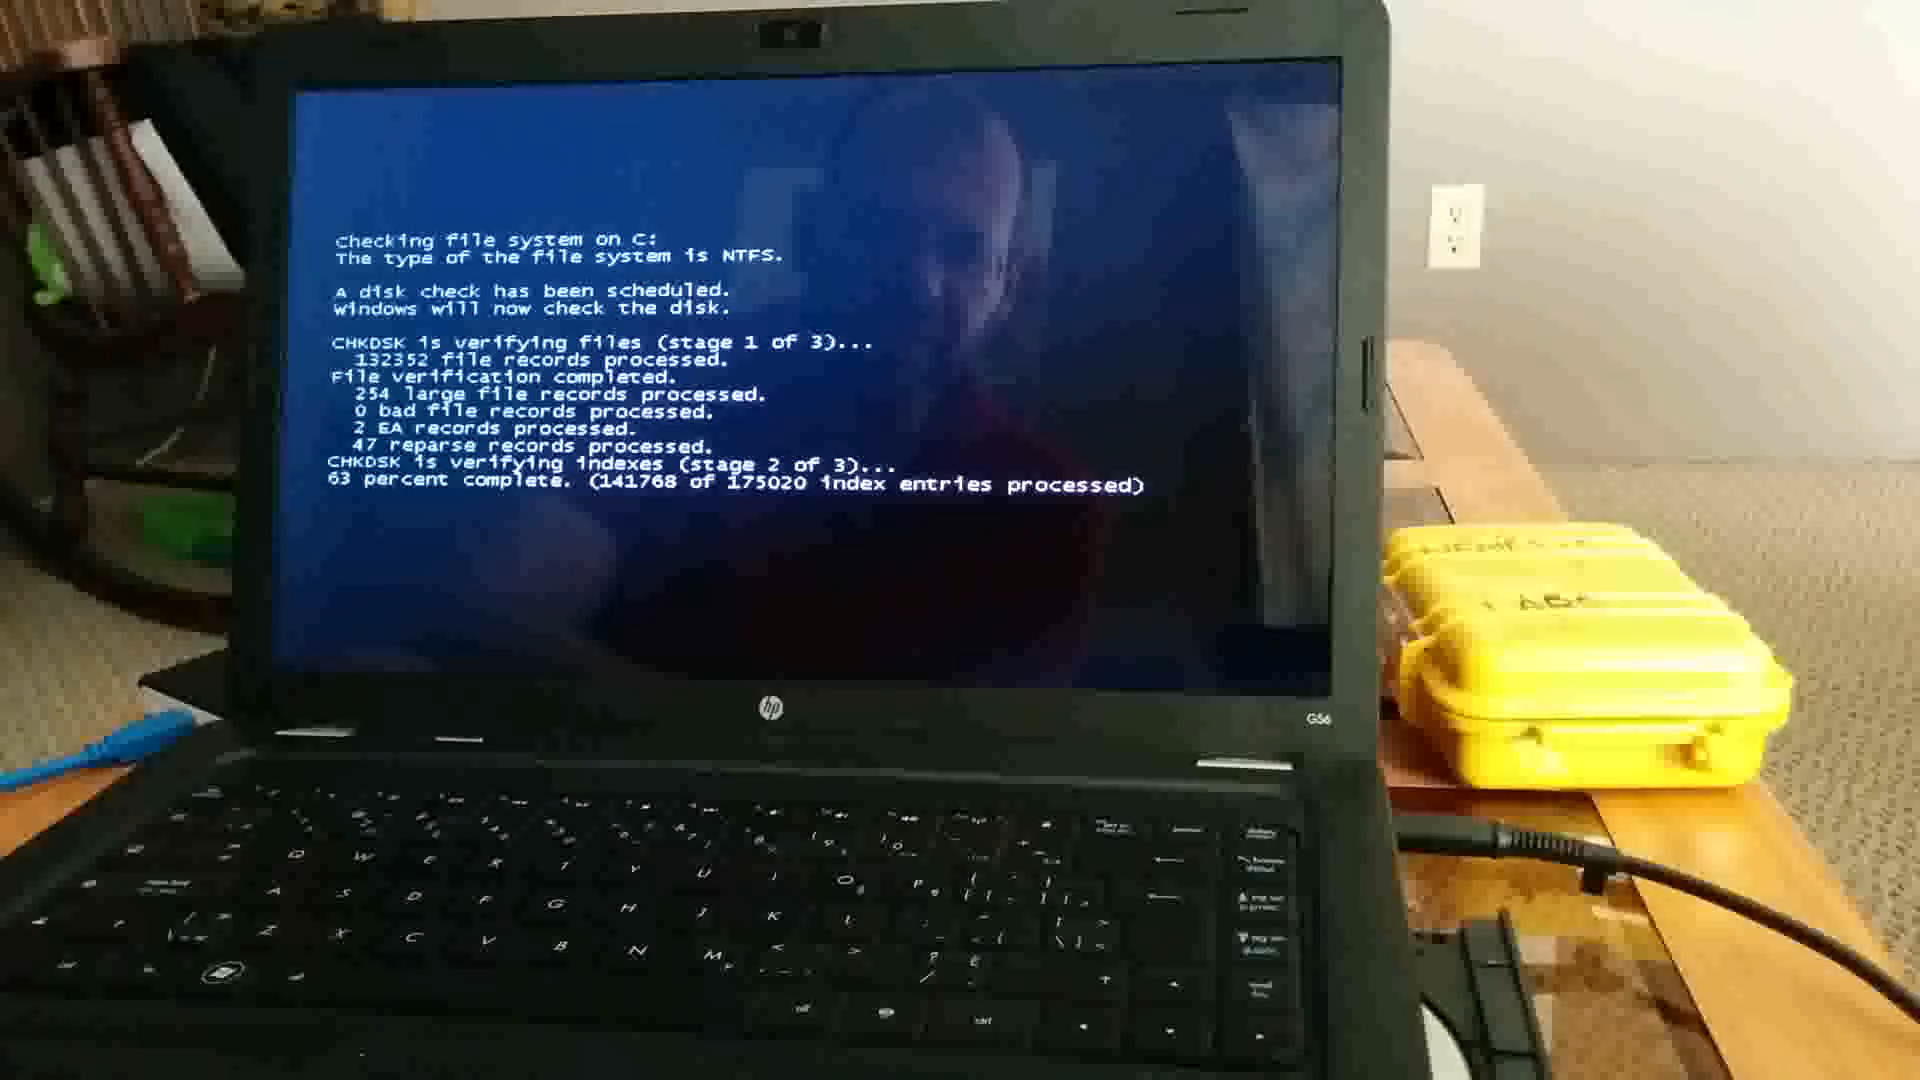 Checking file system on C:
The type of the file system is NTFS.
A disk check has been scheduled.
Windows will now check the disk.
CHKDSK is verifying files (stage 1 of 3)...
132352 file records processed.
File verification completed.
254 large file records processed.
0 bad file records processed.
2 EA records processed.
47 reparse records processed.
CHKDSK is verifying indexes (stage 2 of 3)...
63 percent complete. (141768 of 175020 index entries processed)
hp
G56
Q W E R T Y U I O P
A S D F G H J K L
Z X C V B N M